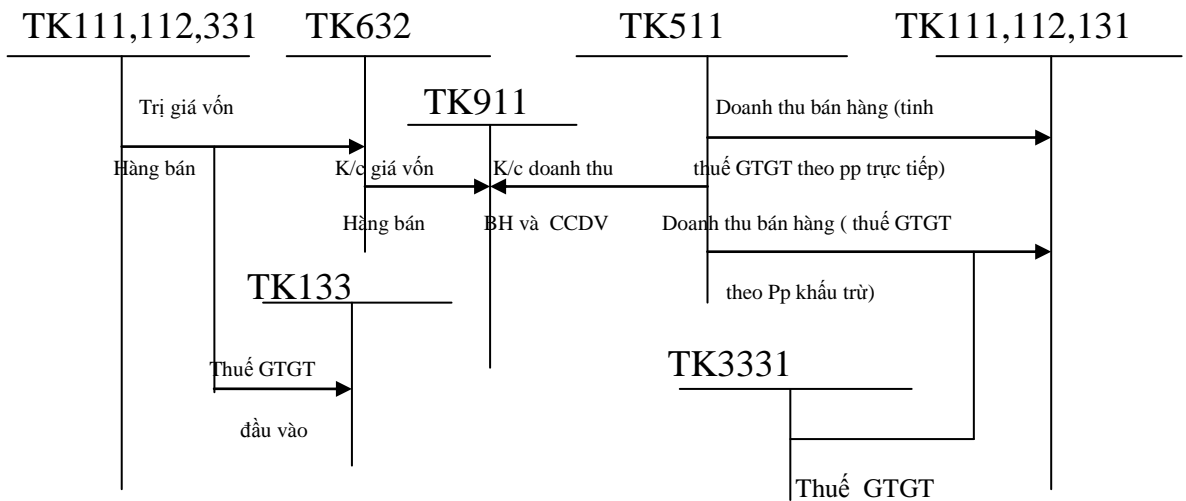 TK111,112,331 TK632 TK511 TK111,112,131
Trị giá vốn
Hàng bán
TK911
K/c giá vốn
Hàng bán
K/c doanh thu
BH và CCDV
Doanh thu bán hàng (tinh
thuế GTGT theo pp trực tiếp)
Doanh thu bán hàng ( thuế GTGT
theo Pp khấu trừ)
TK133
Thuế GTGT
đầu vào
TK3331
Thuế GTGT